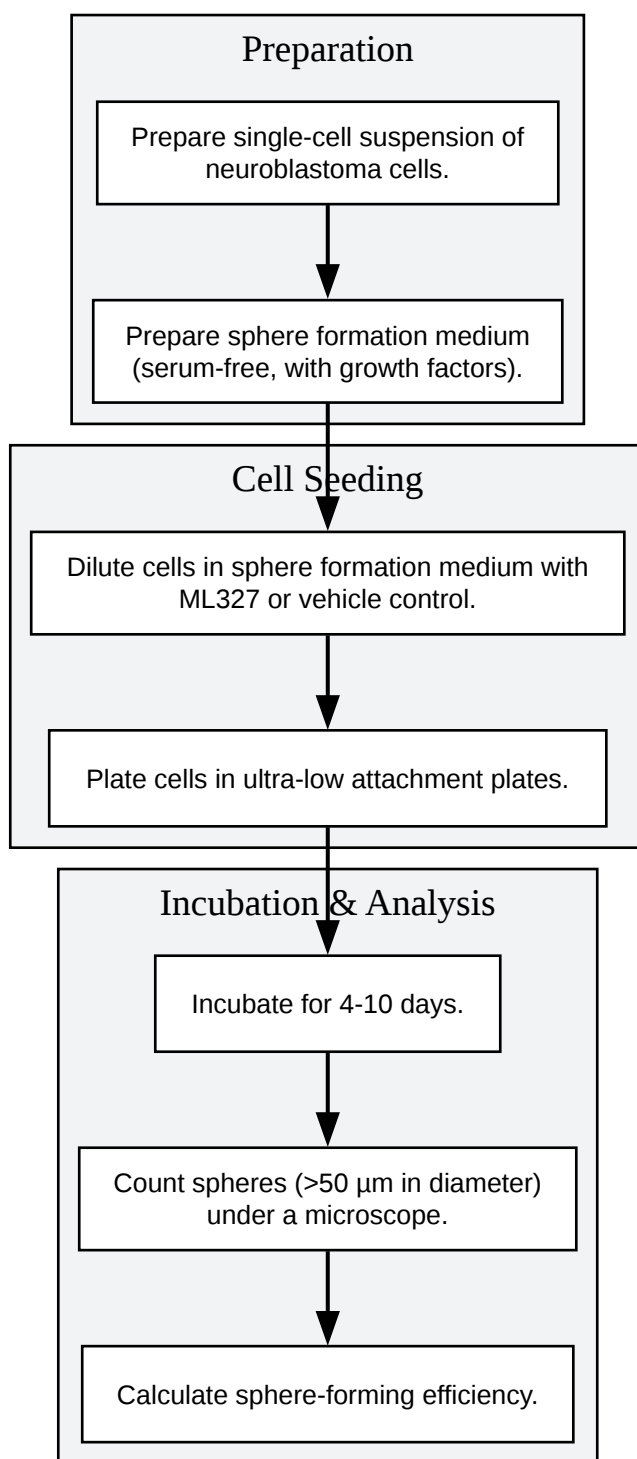 Preparation
Prepare single-cell suspension of
neuroblastoma cells.
Prepare sphere formation medium
(serum-free, with growth factors).
Cell Seeding
Dilute cells in sphere formation medium with
ML327 or vehicle control.
Plate cells in ultra-low attachment plates.
Incubation & Analysis
Incubate for 4-10 days.
Count spheres (>50 µm in diameter)
under a microscope.
Calculate sphere-forming efficiency.